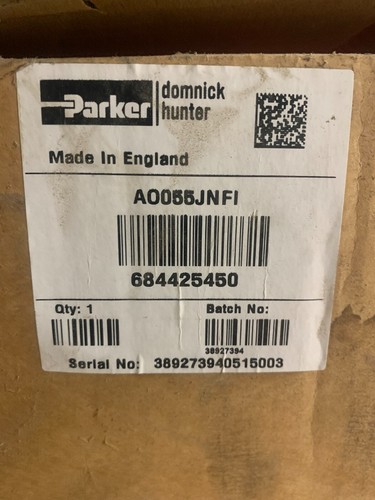 Parker domnick hunter
Made In England
AO055JNFI
684425450
Qty: 1 Batch No:
38927394
Serial No: 389273940515003